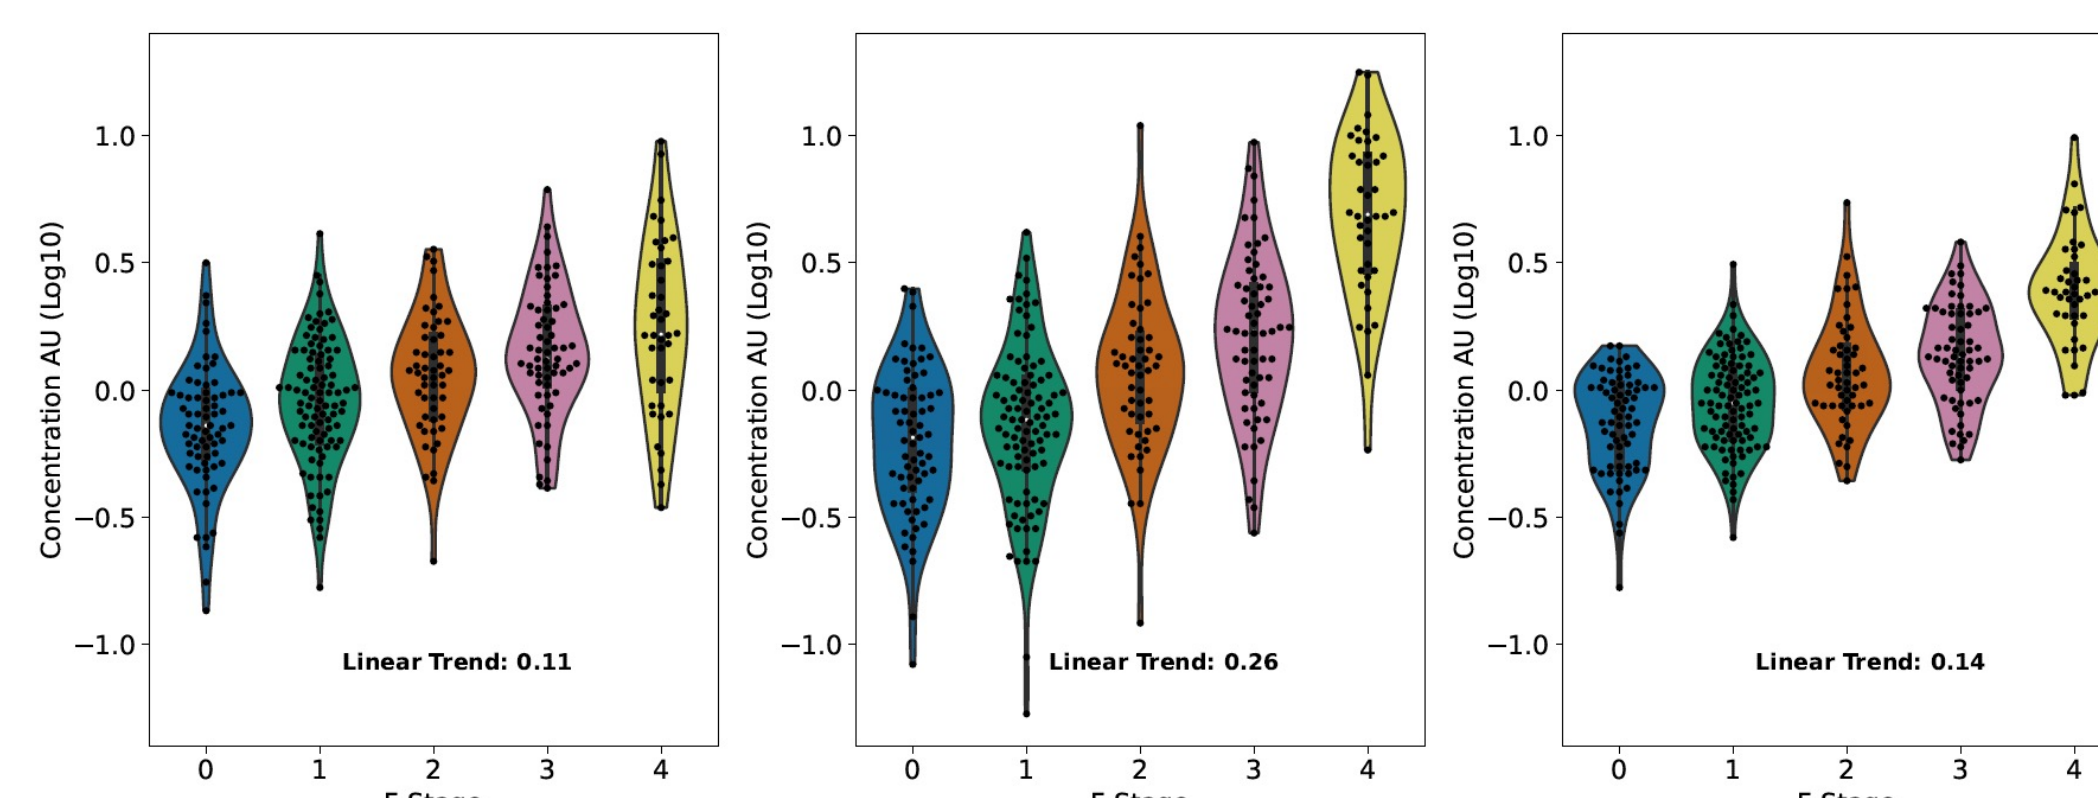 Concentration AU (Log10)
1.0
0.5
0.0
−0.5
−1.0
Linear Trend: 0.11
0 1 2 3 4
F Stage
Concentration AU (Log10)
1.0
0.5
0.0
−0.5
−1.0
Linear Trend: 0.26
0 1 2 3 4
F Stage
Concentration AU (Log10)
1.0
0.5
0.0
−0.5
−1.0
Linear Trend: 0.14
0 1 2 3 4
F Stage